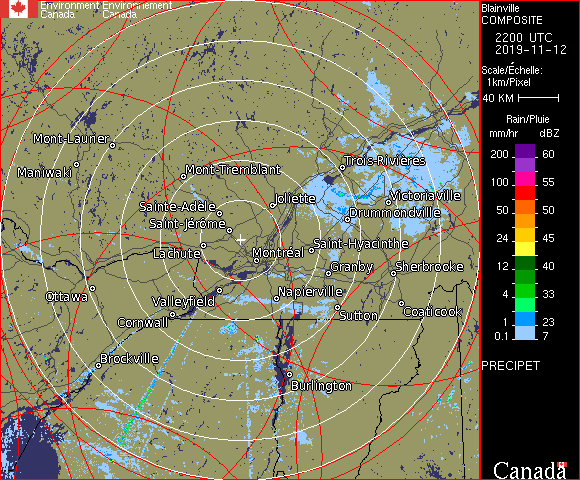 Environment Environnement
Canada Canada
Blainville
COMPOSITE
2200 UTC
2019-11-12
Scale/Échelle:
1km/Pixel
40 KM
Rain/Pluie
mm/hr dBZ
200 60
100 55
50 50
24 45
12 40
4 33
1 23
0.1 7
PRECIPET
Canada
Mont-Laurier
Maniwaki
Mont-Tremblant
Trois-Rivières
Joliette
Victoriaville
Sainte-Adèle
Drummondville
Saint-Jérôme
Lachute
Montréal
Saint-Hyacinthe
Granby
Sherbrooke
Ottawa
Valleyfield
Napierville
Cornwall
Sutton
Coaticook
Brockville
Burlington